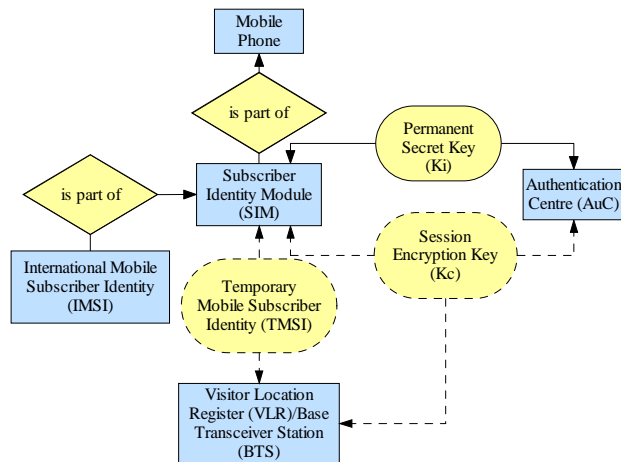 Mobile
Phone
is part of
Permanent
Secret Key
(Ki)
is part of
Subscriber
Identity Module
(SIM)
Authentication
Centre (AuC)
International Mobile
Subscriber Identity
(IMSI)
Session
Encryption Key
(Kc)
Temporary
Mobile Subscriber
Identity (TMSI)
Visitor Location
Register (VLR)/Base
Transceiver Station
(BTS)